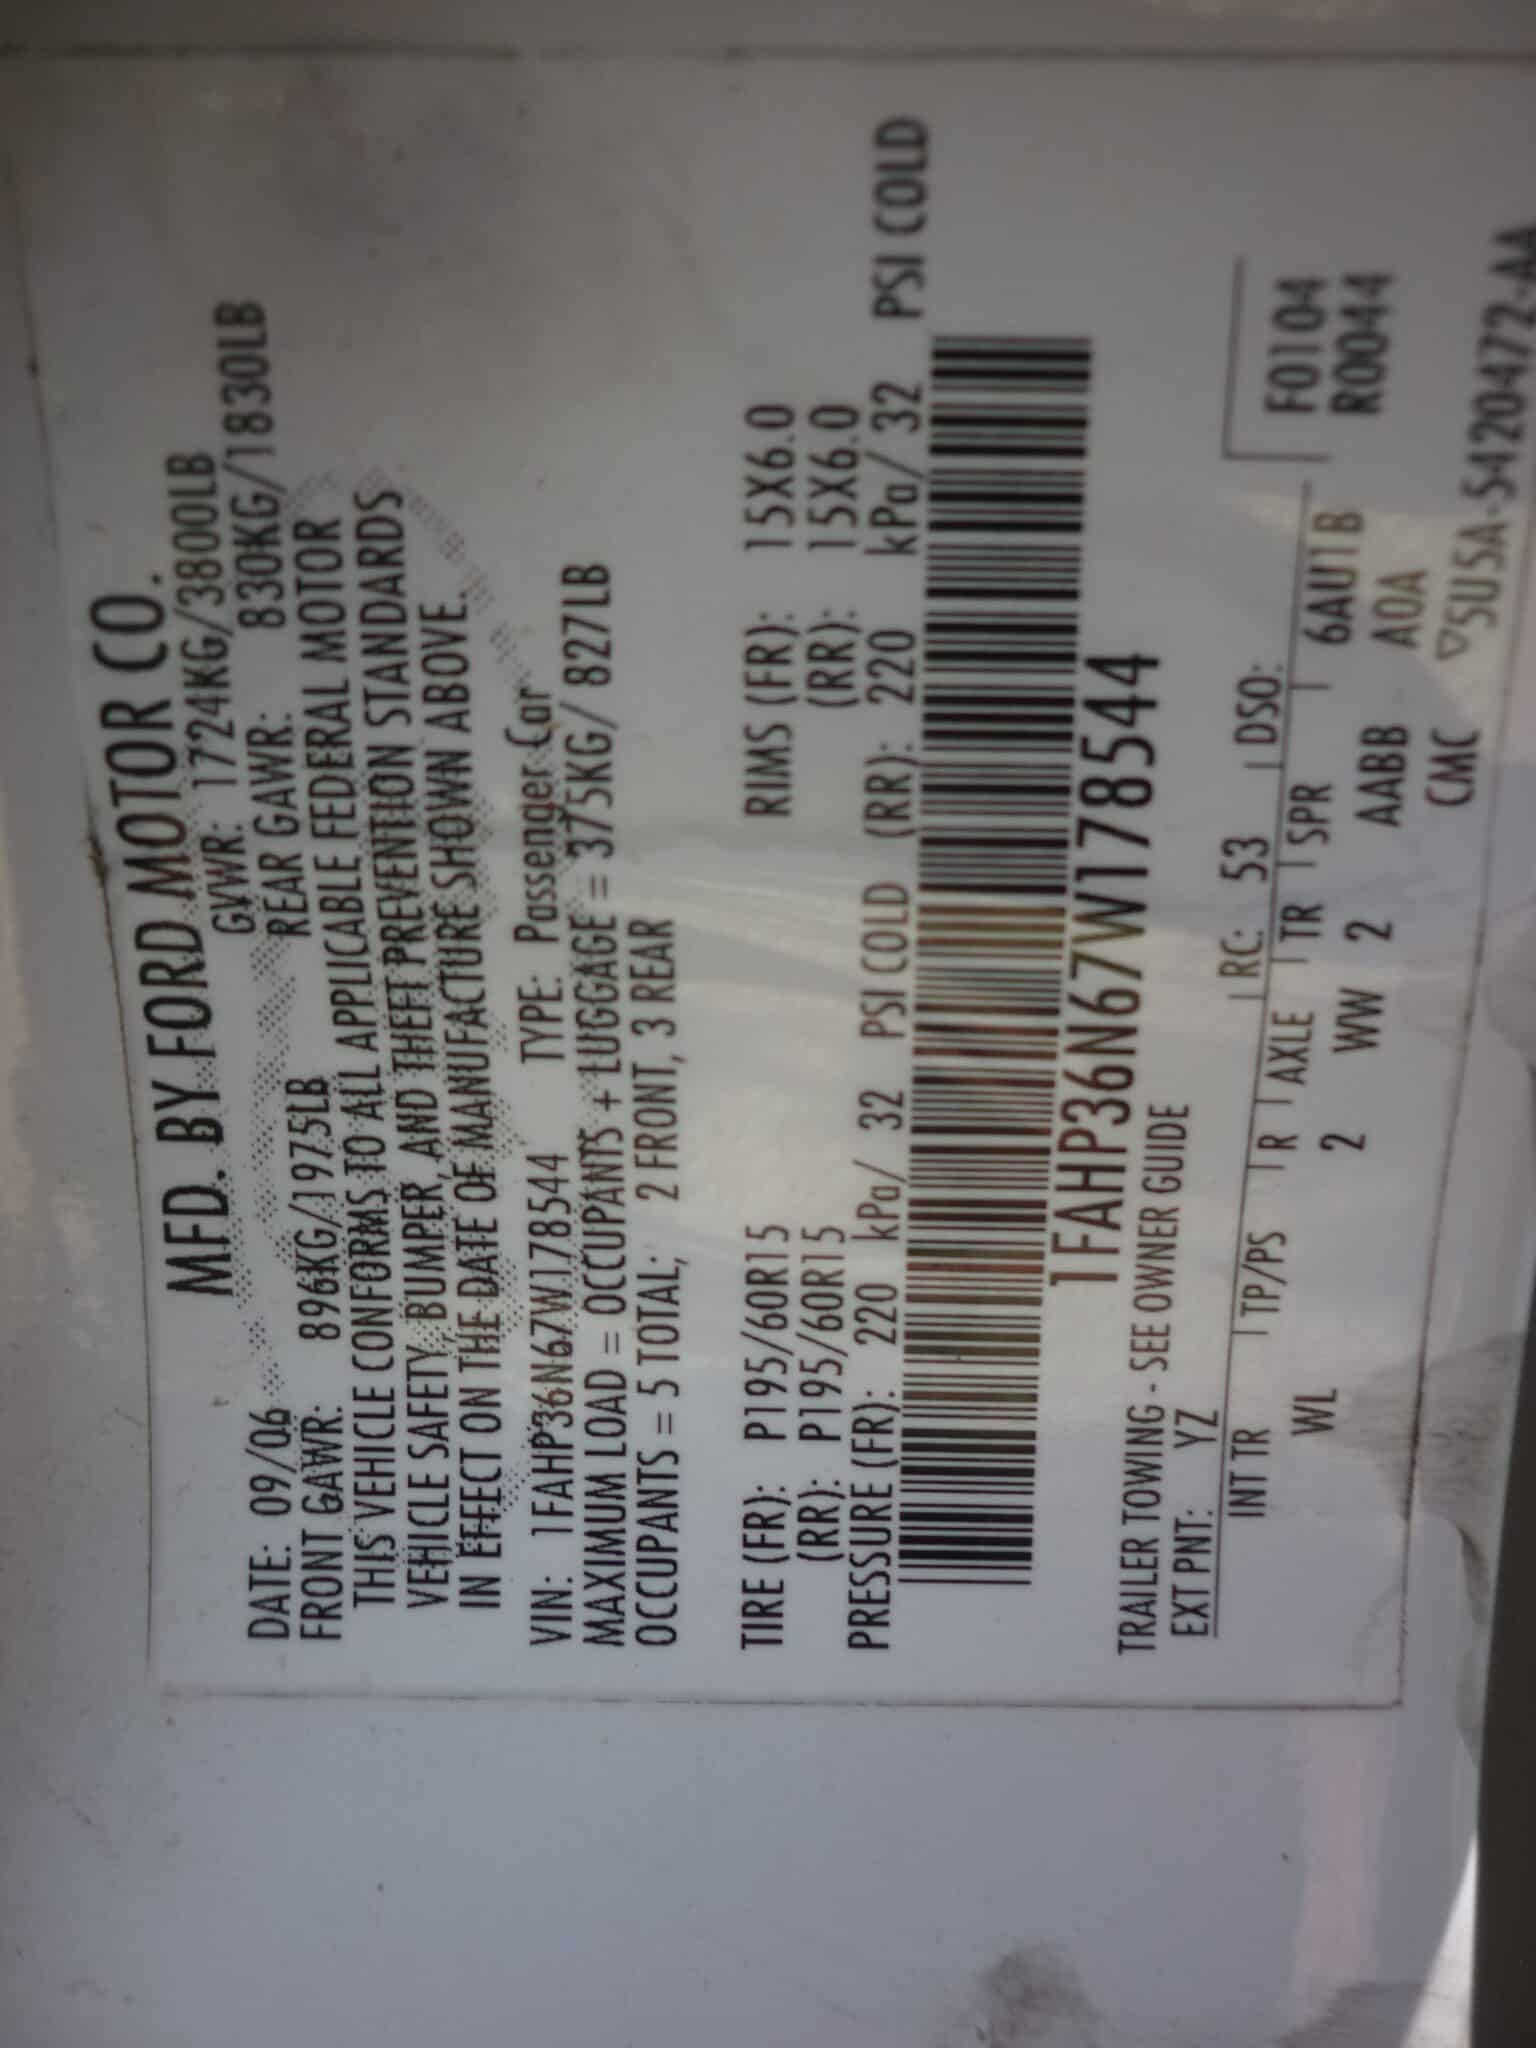 MFD. BY FORD MOTOR CO.
DATE: 09/06 GVWR: 1724KG/3800LB
FRONT GAWR: 896KG/1975LB REAR GAWR: 830KG/1830LB
THIS VEHICLE CONFORMS TO ALL APPLICABLE FEDERAL MOTOR
VEHICLE SAFETY, BUMPER, AND THEFT PREVENTION STANDARDS
IN EFFECT ON THE DATE OF MANUFACTURE SHOWN ABOVE.
VIN: 1FAHP36N67W178544 TYPE: Passenger Car
MAXIMUM LOAD = OCCUPANTS + LUGGAGE = 375KG/ 827LB
OCCUPANTS = 5 TOTAL; 2 FRONT, 3 REAR
TIRE (FR): P195/60R15 RIMS (FR): 15X6.0
(RR): P195/60R15 (RR): 15X6.0
PRESSURE (FR): 220 kPa/ 32 PSI COLD (RR): 220 kPa/ 32 PSI COLD
1FAHP36N67W178544
TRAILER TOWING - SEE OWNER GUIDE
EXT PNT: YZ RC: 53 DSO:
INT TR TP/PS R AXLE TR SPR 6AU1B F0104
WL 2 WW 2 AABB AOA R0044
CMC ▽5U5A-5420472-AA